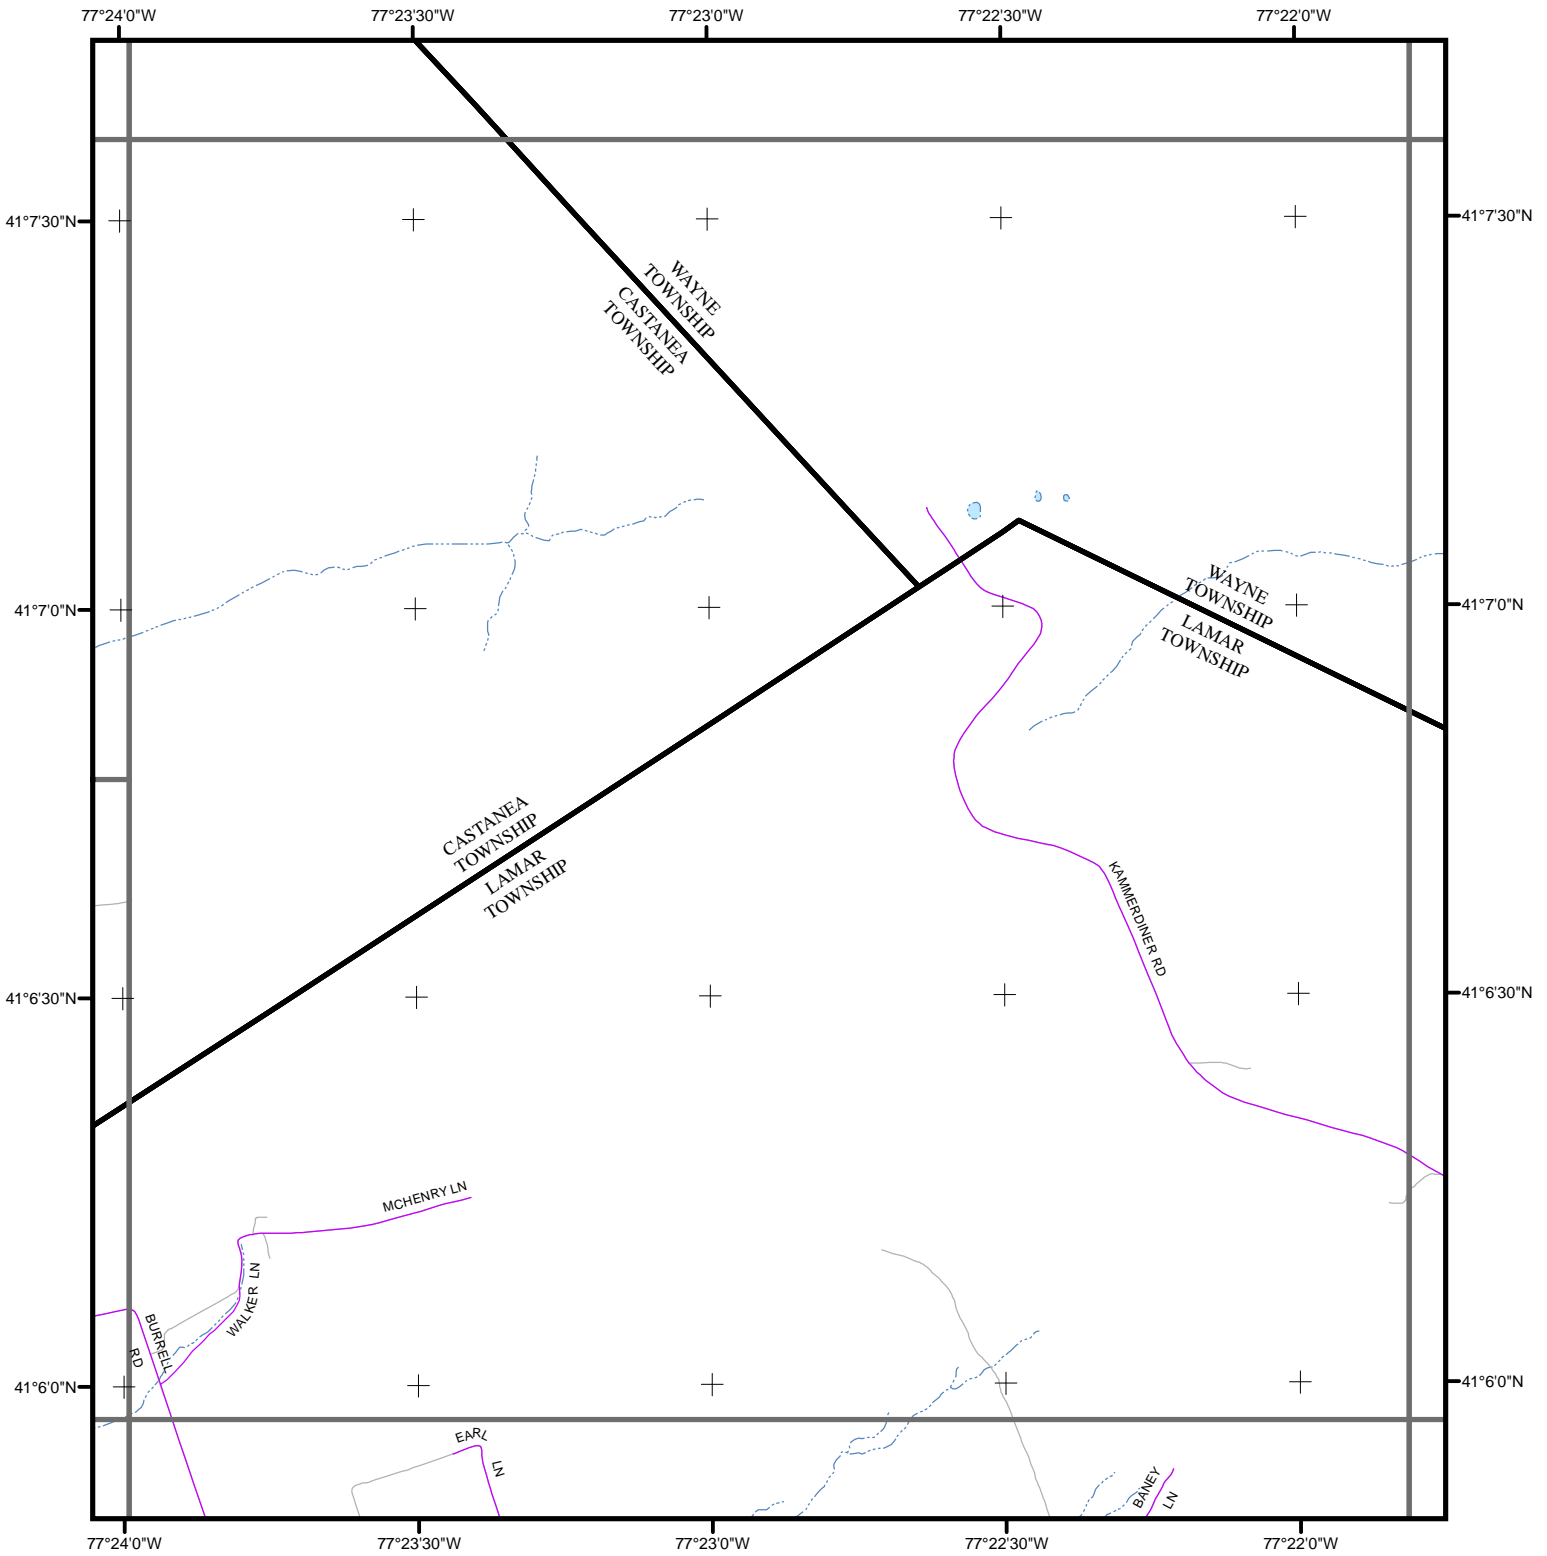 77°24'0"W
77°23'30"W
77°23'0"W
77°22'30"W
77°22'0"W
41°7'30"N
41°7'30"N
WAYNE
TOWNSHIP
CASTANEA
TOWNSHIP
WAYNE
TOWNSHIP
LAMAR
TOWNSHIP
41°7'0"N
41°7'0"N
CASTANEA
TOWNSHIP
LAMAR
TOWNSHIP
KAMMERDINER RD
41°6'30"N
41°6'30"N
MCHENRY LN
WALKER LN
BURRELL
RD
41°6'0"N
41°6'0"N
EARL
LN
BANEY
LN
77°24'0"W
77°23'30"W
77°23'0"W
77°22'30"W
77°22'0"W